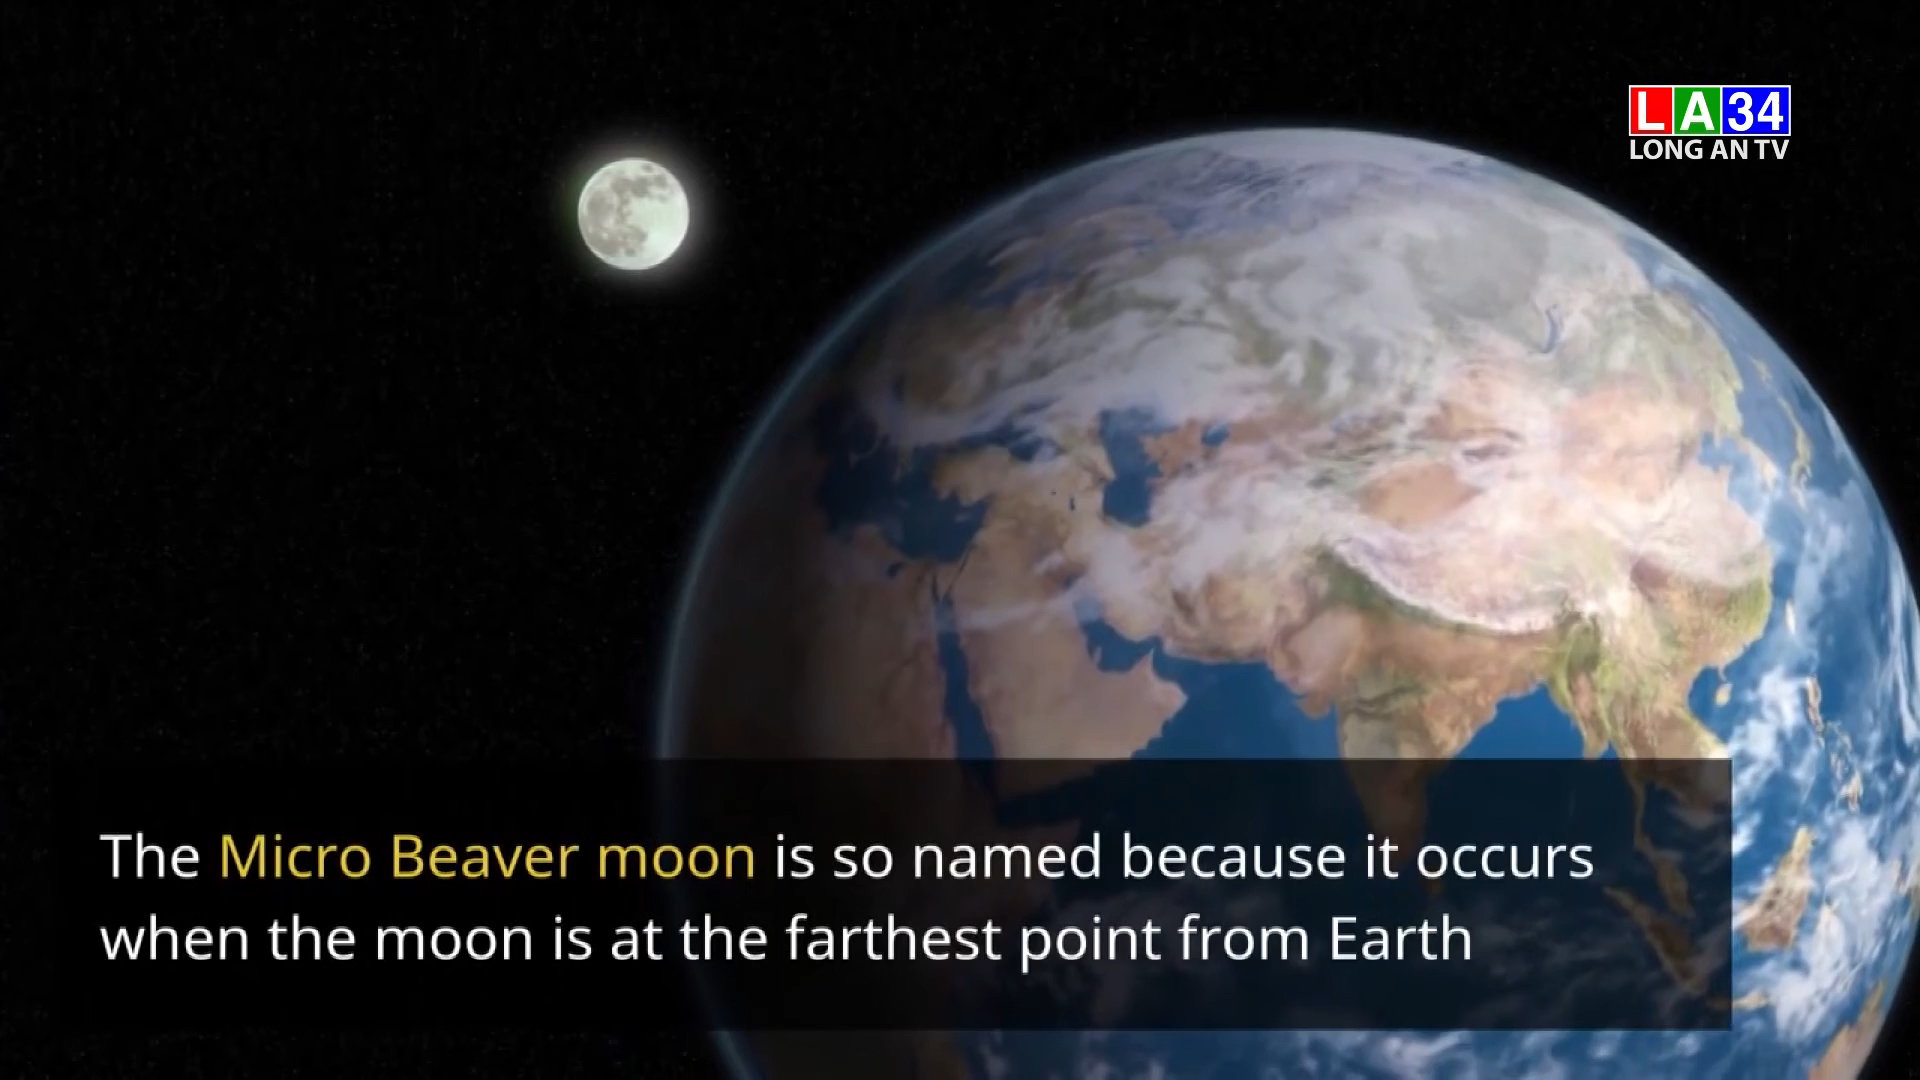 LA34
LONG AN TV
The Micro Beaver moon is so named because it occurs
when the moon is at the farthest point from Earth